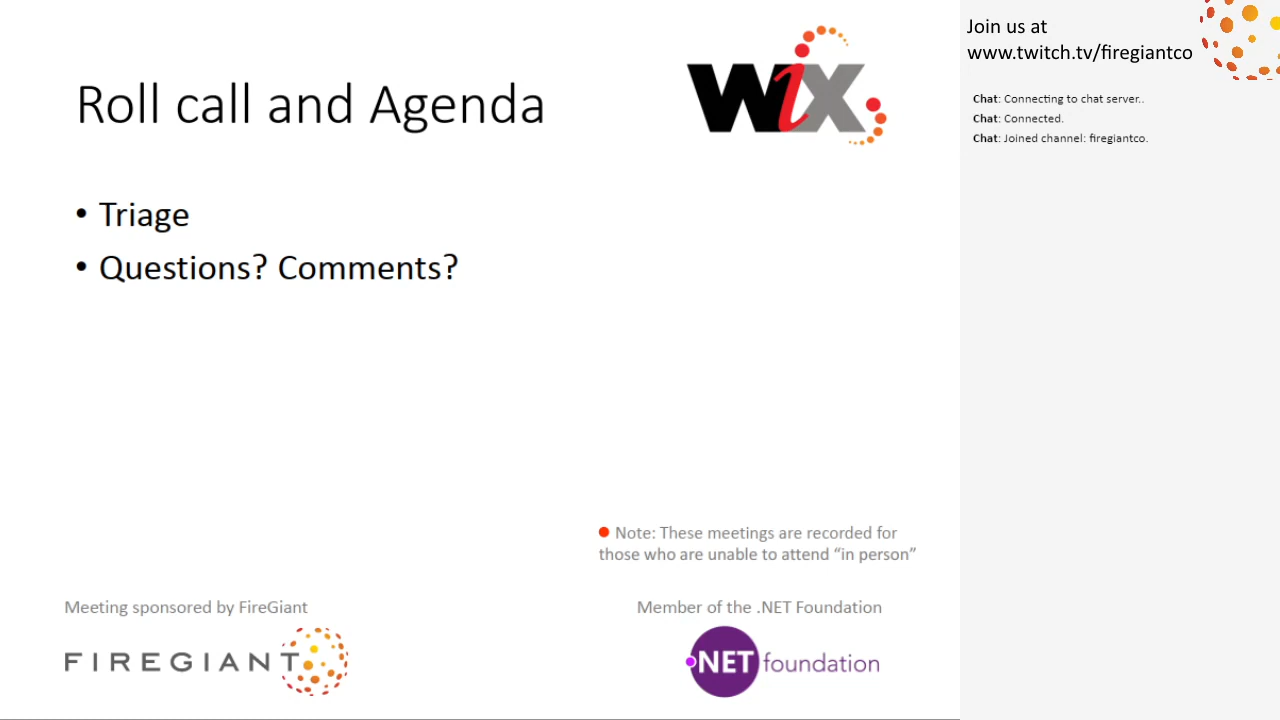 Roll call and Agenda
WiX
• Triage
• Questions? Comments?
Note: These meetings are recorded for
those who are unable to attend “in person”
Meeting sponsored by FireGiant
FIREGIANT
Member of the .NET Foundation
.NET foundation
Join us at
www.twitch.tv/firegiantco
Chat: Connecting to chat server..
Chat: Connected.
Chat: Joined channel: firegiantco.